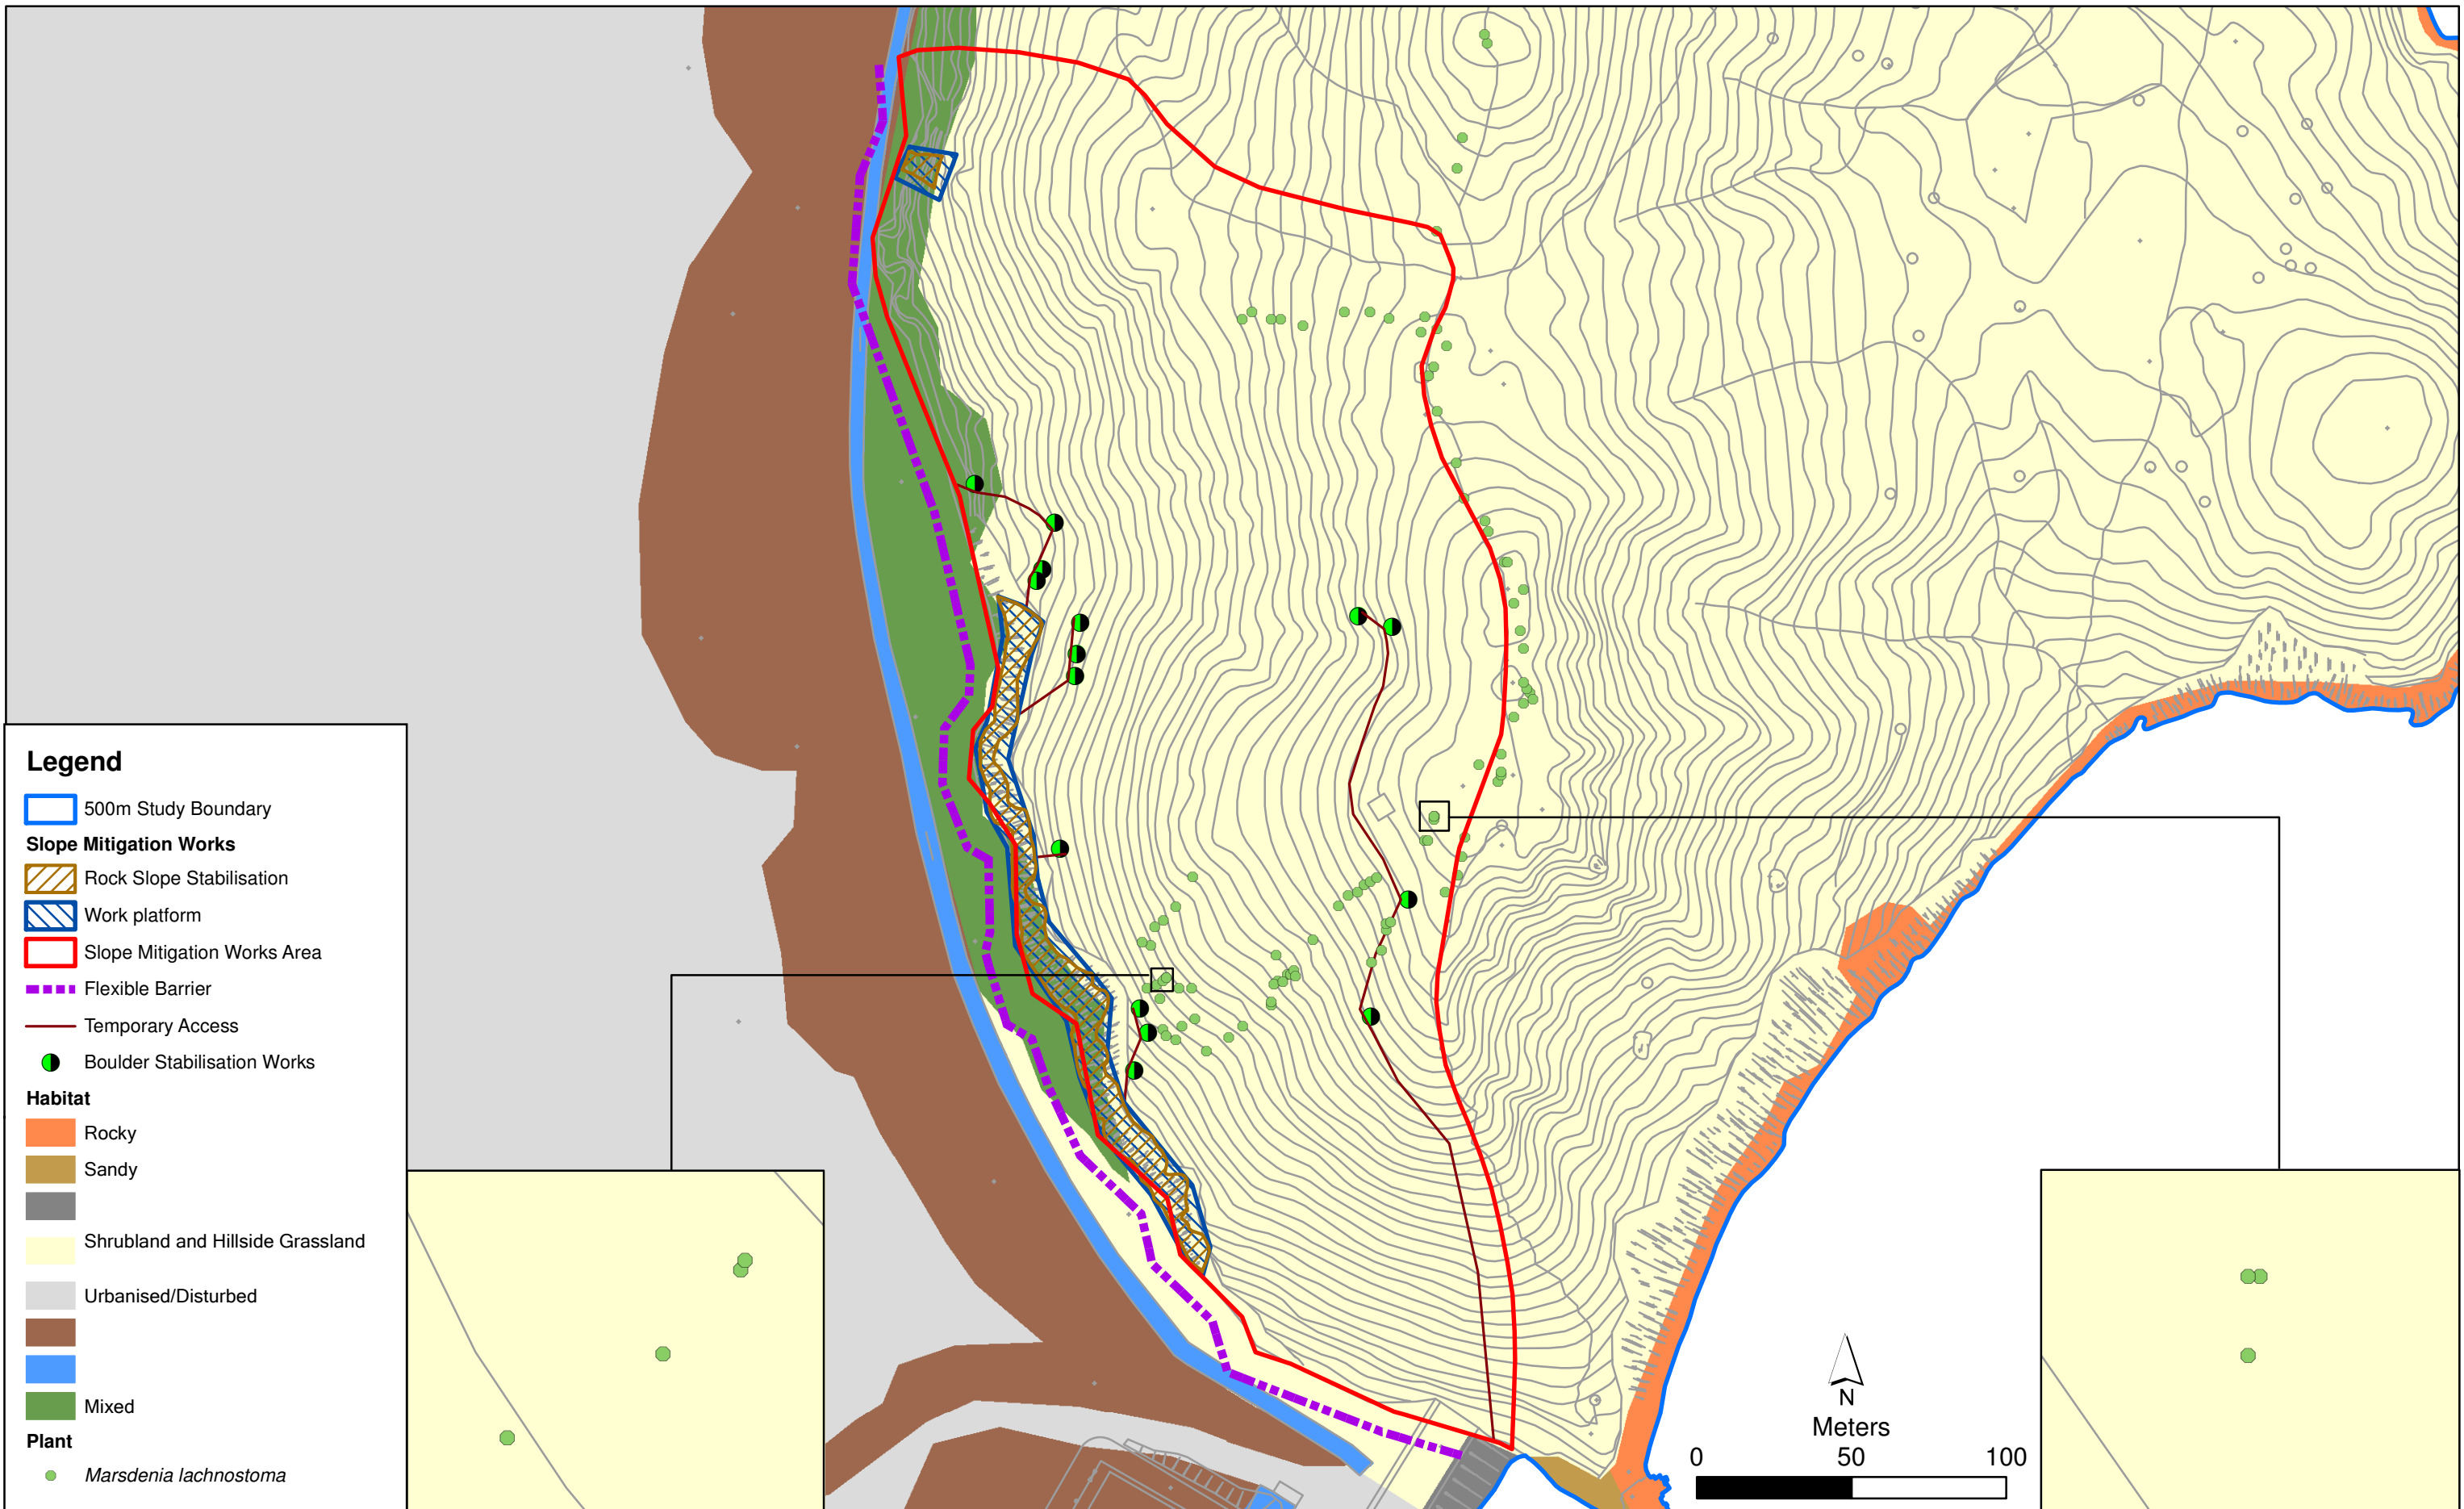 Legend
500m Study Boundary
Slope Mitigation Works
Rock Slope Stabilisation
Work platform
Slope Mitigation Works Area
Flexible Barrier
Temporary Access
Boulder Stabilisation Works
Habitat
Rocky
Sandy
Shrubland and Hillside Grassland
Urbanised/Disturbed
Mixed
Plant
Marsdenia lachnostoma
N
Meters
0 50 100